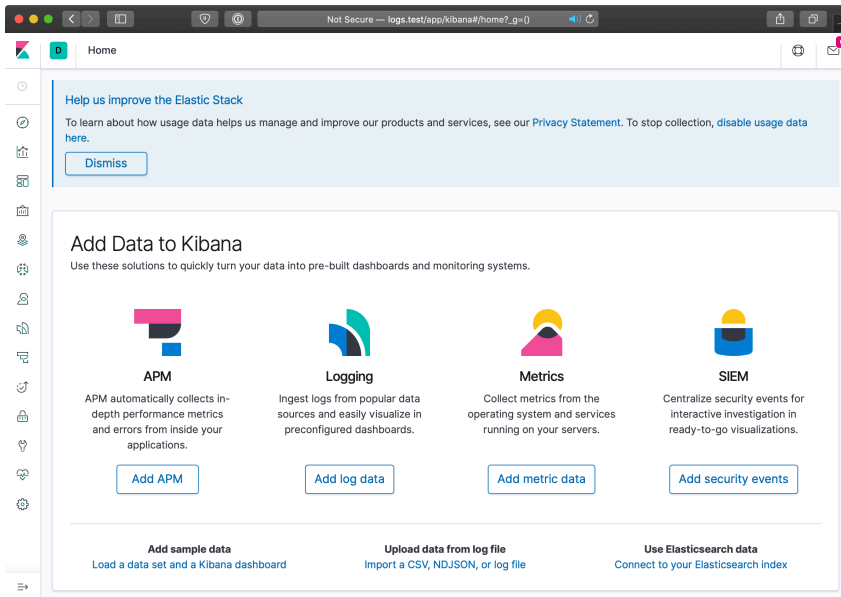 Not Secure — logs.test/app/kibana#/home?_g=()
D
Home
Help us improve the Elastic Stack
To learn about how usage data helps us manage and improve our products and services, see our Privacy Statement. To stop collection, disable usage data
here.
Dismiss
Add Data to Kibana
Use these solutions to quickly turn your data into pre-built dashboards and monitoring systems.
APM
APM automatically collects in-
depth performance metrics
and errors from inside your
applications.
Add APM
Logging
Ingest logs from popular data
sources and easily visualize in
preconfigured dashboards.
Add log data
Metrics
Collect metrics from the
operating system and services
running on your servers.
Add metric data
SIEM
Centralize security events for
interactive investigation in
ready-to-go visualizations.
Add security events
Add sample data
Load a data set and a Kibana dashboard
Upload data from log file
Import a CSV, NDJSON, or log file
Use Elasticsearch data
Connect to your Elasticsearch index